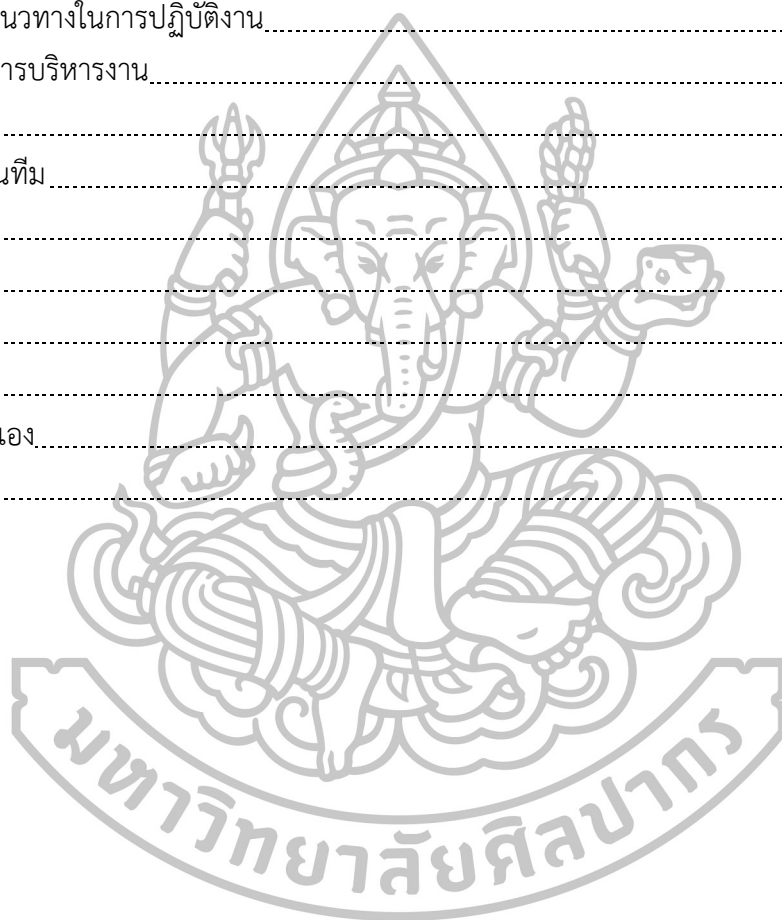 นวทางในการปฏิบัติงาน
ารบริหารงาน
นทีม
เอง
มหาวิทยาลัยศิลปากร